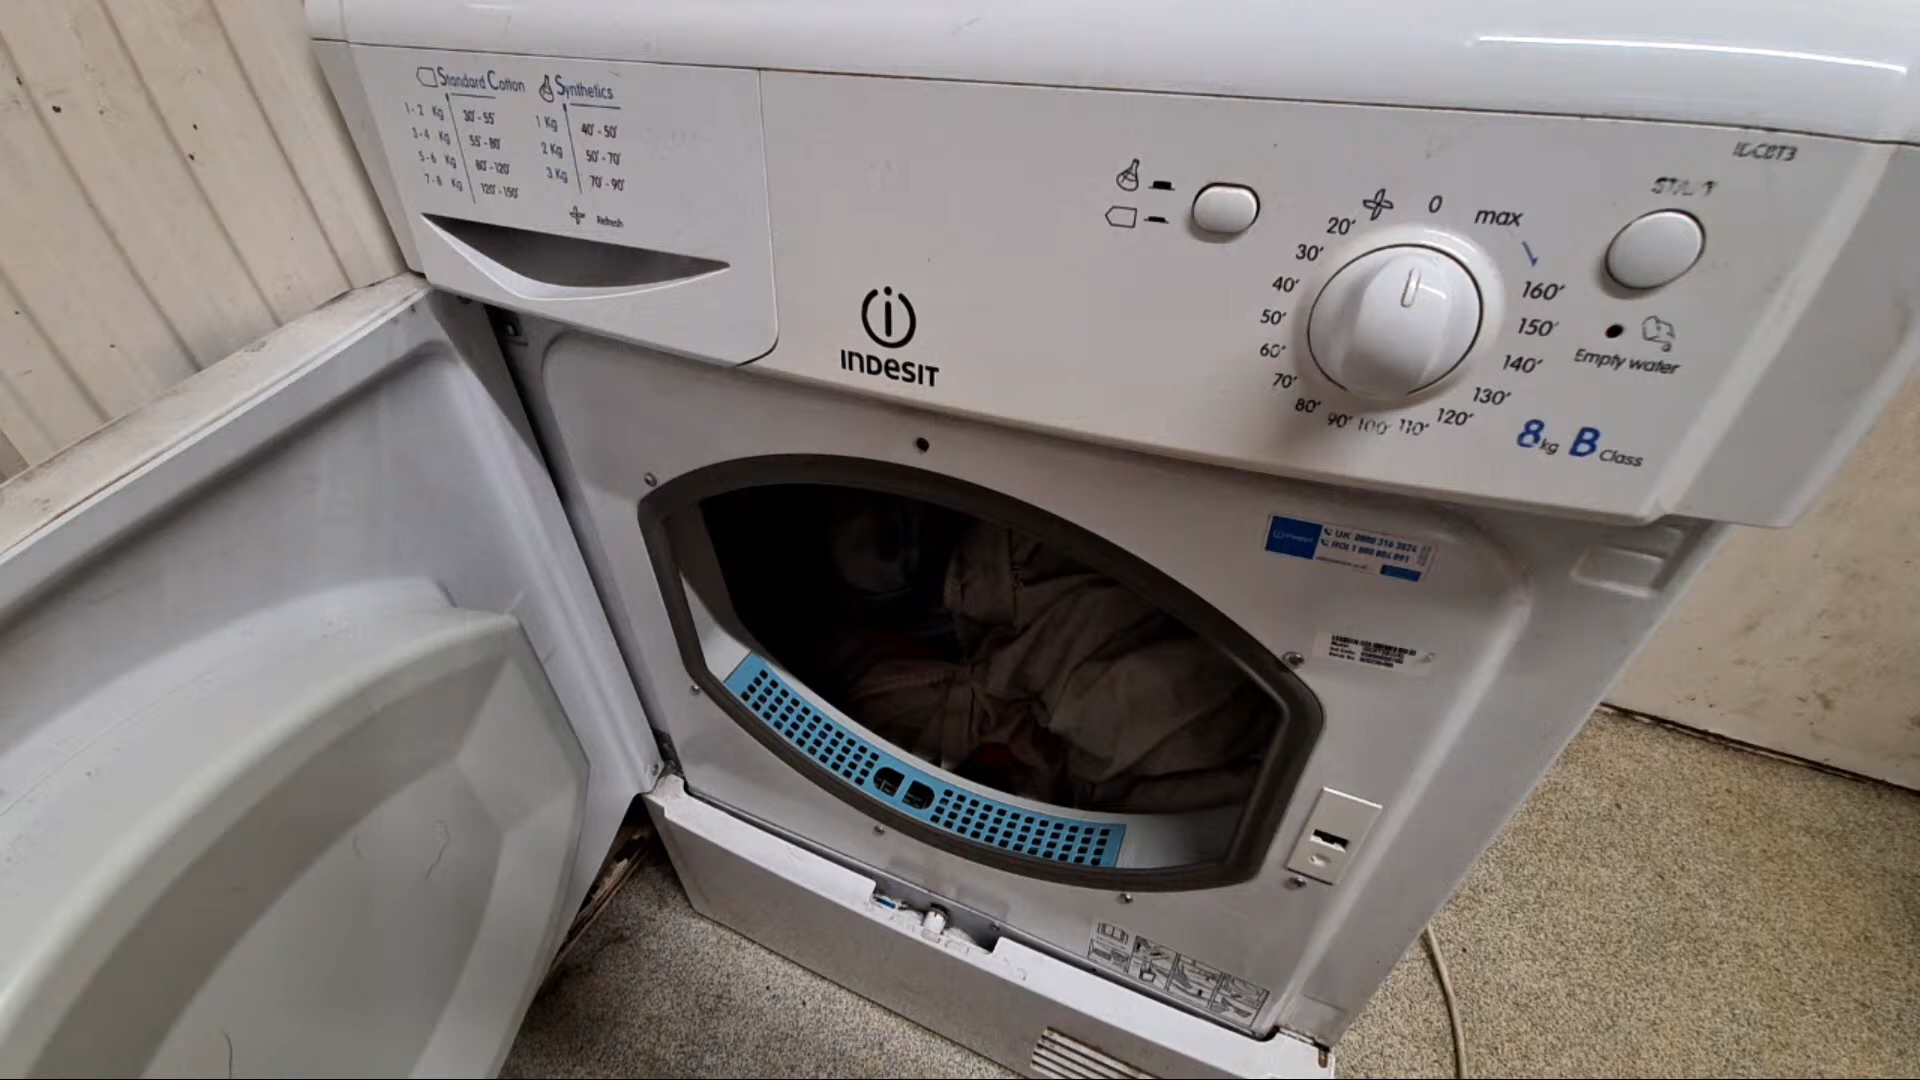 Standard Cotton
1 - 2 Kg 30' - 55'
3 - 4 Kg 55' - 80'
5 - 6 Kg 80' - 120'
7 - 8 Kg 120' - 150'
Synthetics
1 Kg 40' - 50'
2 Kg 50' - 70'
3 Kg 70' - 90'
Refresh
INDESIT
0
max
160'
150'
140'
130'
120'
110'
100'
90'
80'
70'
60'
50'
40'
30'
20'
START
Empty water
8kg B Class